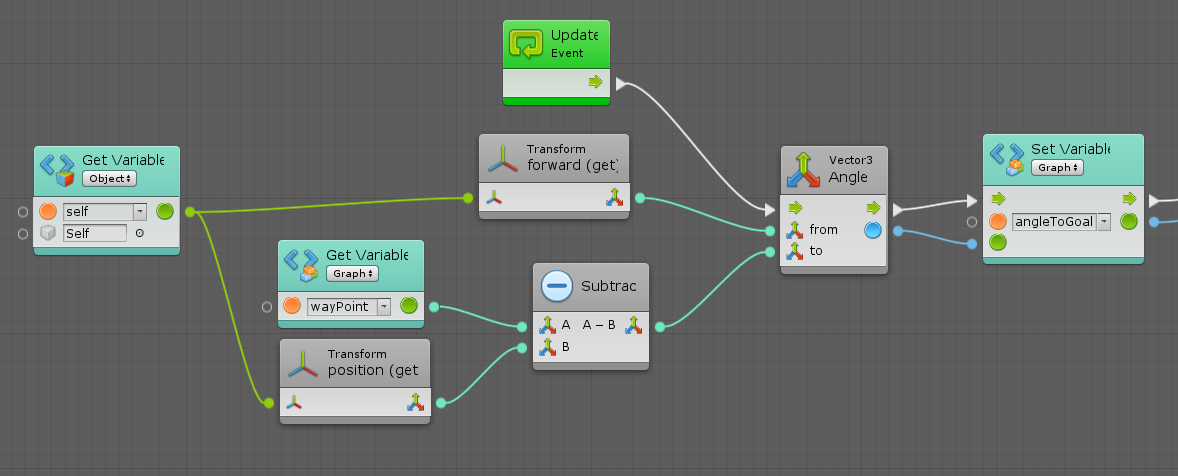 Update
Event
Get Variable
Object
self
Self
Transform
forward (get)
Vector3
Angle
from
to
Set Variable
Graph
angleToGoal
Get Variable
Graph
wayPoint
Subtrac
A A – B
B
Transform
position (get